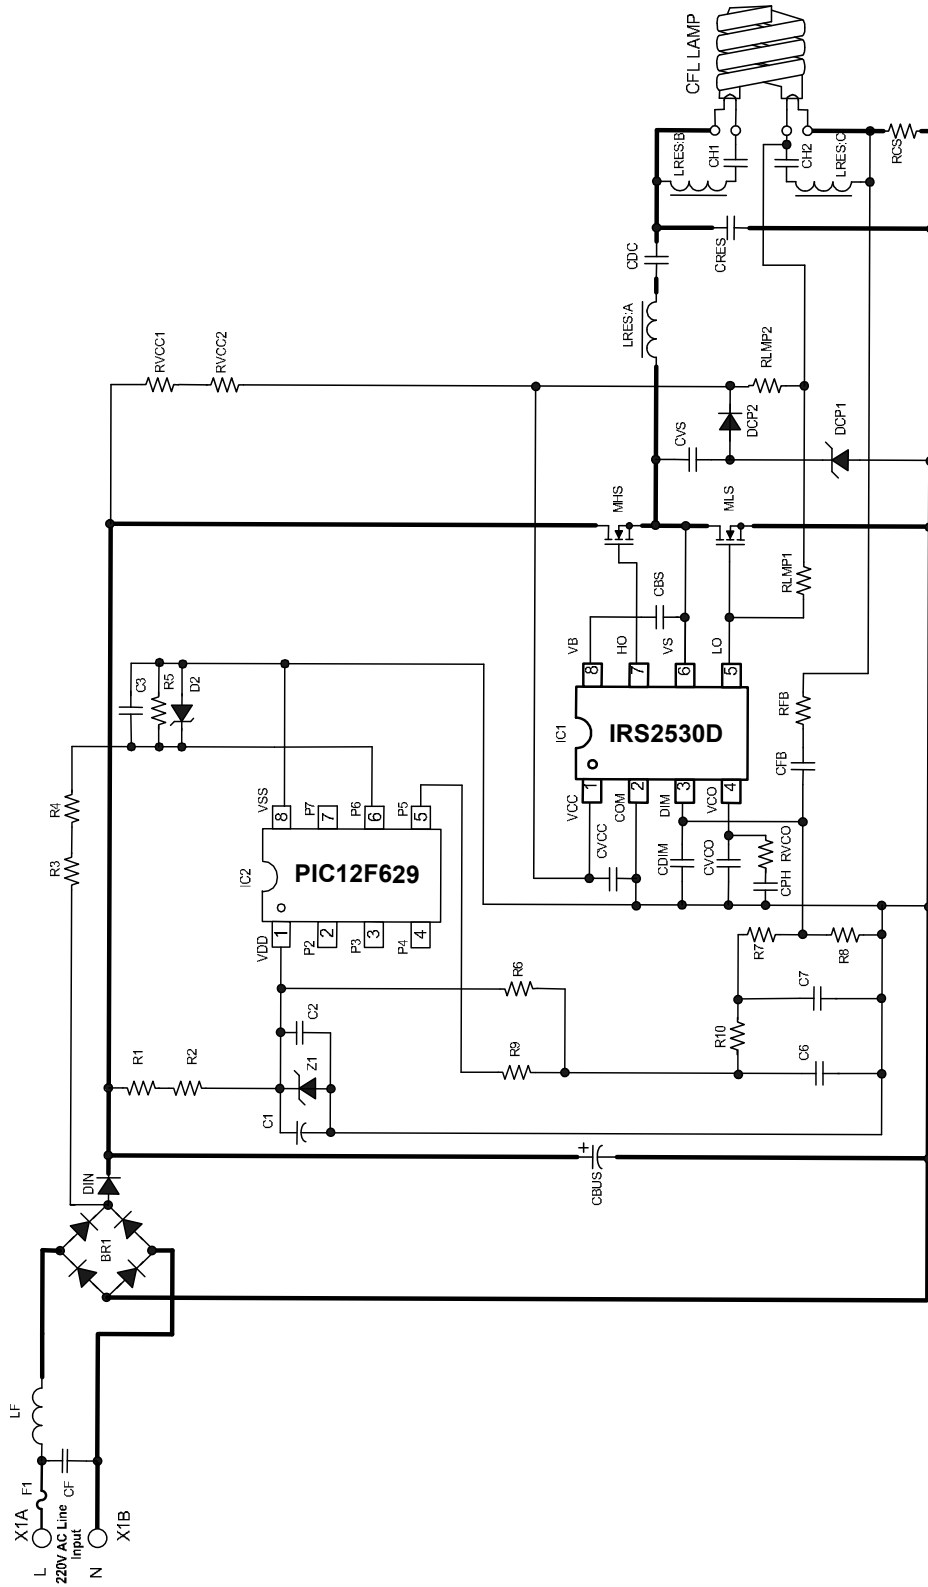 CFL LAMP
LRES:B
CH1
CH2
LRES:C
RCS
CDC
CRES
LRES:A
RVCC1
RVCC2
RLMP2
DCP2
DCP1
CVS
MHS
MLS
RLMP1
CBS
VB
HO
VS
LO
8
7
6
5
IC1
IRS2530D
1
2
3
4
VCC
COM
DIM
VCO
RFB
CFB
CVCC
CDIM
CVCO
CPH
RVCO
C3
R5
D2
R4
R3
VSS
P7
P6
P5
8
7
6
5
IC2
PIC12F629
1
2
3
4
VDD
P2
P3
P4
R6
R9
R7
R8
R10
C7
C6
C2
Z1
C1
R1
R2
DIN
BR1
+
CBUS
LF
F1
CF
X1A
L
220V AC Line
Input
N
X1B